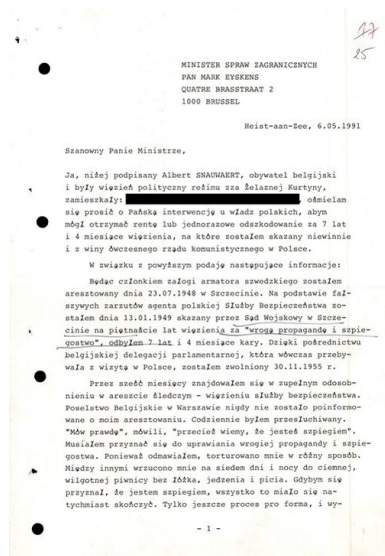 17
25
MINISTER SPRAW ZAGRANICZNYCH
PAN MARK EYSKENS
QUATRE BRASSTRAAT 2
1000 BRUSSEL
Heist-aan-Zee, 6.05.1991
Szanowny Panie Ministrze,
Ja, niżej podpisany Albert SNAUWAERT, obywatel belgijski
i były więzień polityczny reżimu zza Żelaznej Kurtyny,
zamieszkały: , ośmielam
się prosić o Pańską interwencję u władz polskich, abym
mógł otrzymać rentę lub jednorazowe odszkodowanie za 7 lat
i 4 miesiące więzienia, na które zostałem skazany niewinnie
i z winy ówczesnego rządu komunistycznego w Polsce.
W związku z powyższym podaję następujące informacje:
Będąc członkiem załogi armatora szwedzkiego zostałem
aresztowany dnia 23.07.1948 w Szczecinie. Na podstawie fał-
szywych zarzutów agenta polskiej Służby Bezpieczeństwa zo-
stałem dnia 13.01.1949 skazany przez Sąd Wojskowy w Szcze-
cinie na piętnaście lat więzienia za "wrogą propagandę i szpie-
gostwo", odbyłem 7 lat i 4 miesiące kary. Dzięki pośrednictwu
belgijskiej delegacji parlamentarnej, która wówczas przeby-
wała z wizytą w Polsce, zostałem zwolniony 30.11.1955 r.
Przez sześć miesięcy znajdowałem się w zupełnym odosob-
nieniu w areszcie śledczym - więzieniu służby bezpieczeństwa.
Poselstwo Belgijskie w Warszawie nigdy nie zostało poinformo-
wane o moim aresztowaniu. Codziennie byłem przesłuchiwany.
"Mów prawdę", mówili, "przecież wiemy, że jesteś szpiegiem".
Musiałem przyznać się do uprawiania wrogiej propagandy i szpie-
gostwa. Ponieważ odmawiałem, torturowano mnie w różny sposób.
Między innymi wrzucono mnie na siedem dni i nocy do ciemnej,
wilgotnej piwnicy bez łóżka, jedzenia i picia. Gdybym się
przyznał, że jestem szpiegiem, wszystko to miało się na-
tychmiast skończyć. Tylko jeszcze proces pro forma, i wy-
- 1 -